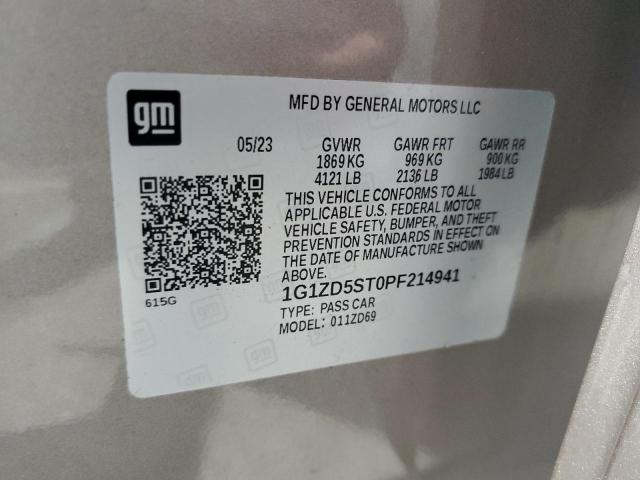 gm
MFD BY GENERAL MOTORS LLC
05/23 GVWR GAWR FRT GAWR RR
1869 KG 969 KG 900 KG
4121 LB 2136 LB 1984 LB
THIS VEHICLE CONFORMS TO ALL
APPLICABLE U.S. FEDERAL MOTOR
VEHICLE SAFETY, BUMPER, AND THEFT
PREVENTION STANDARDS IN EFFECT ON
THE DATE OF MANUFACTURE SHOWN
ABOVE.
1G1ZD5ST0PF214941
TYPE: PASS CAR
MODEL: 011ZD69
615G